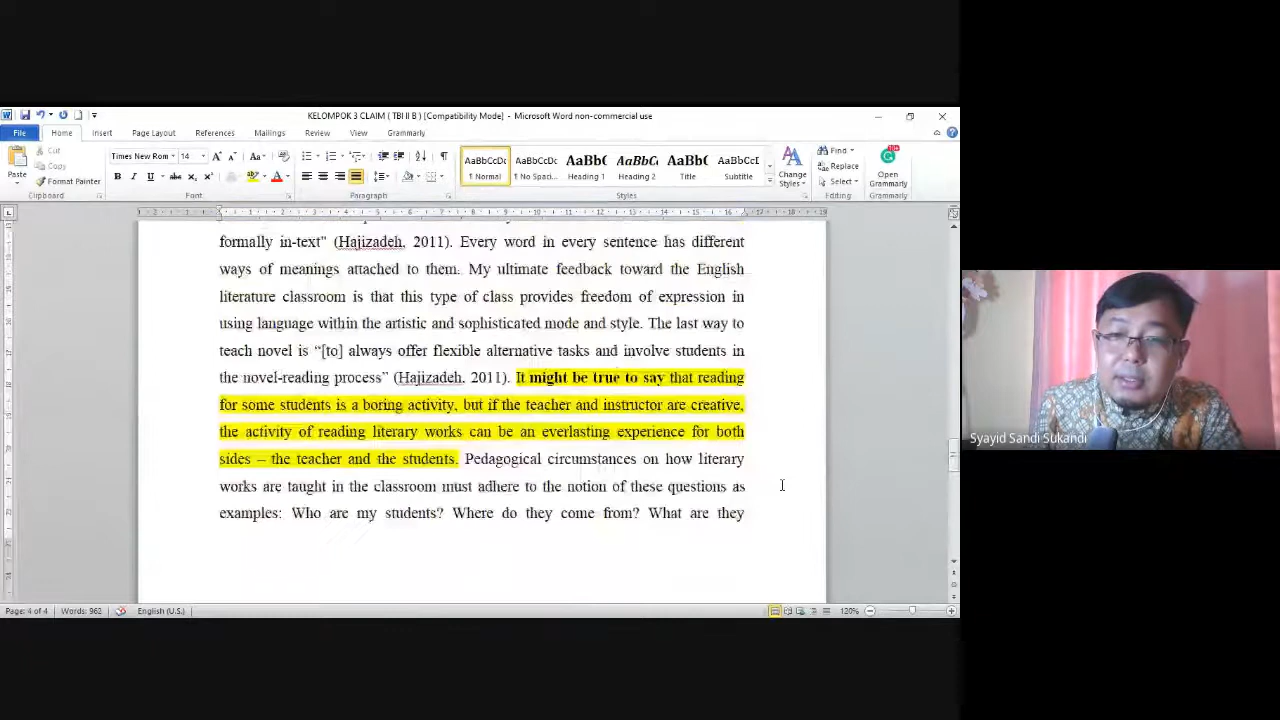 KELOMPOK 3 CLAIM ( TBI II B ) [Compatibility Mode] - Microsoft Word non-commercial use
File Home Insert Page Layout References Mailings Review View Grammarly
Paste Cut Copy Format Painter
Clipboard
Times New Rom 14
Font
Paragraph
AaBbCcDc AaBbCcDc AaBbC AaBbCc AaBbC AaBbCcI
¶ Normal ¶ No Spaci... Heading 1 Heading 2 Title Subtitle
Styles
Change Styles
Find Replace Select
Editing
Open Grammarly
Grammarly
formally in-text” (Hajizadeh, 2011). Every word in every sentence has different
ways of meanings attached to them. My ultimate feedback toward the English
literature classroom is that this type of class provides freedom of expression in
using language within the artistic and sophisticated mode and style. The last way to
teach novel is “[to] always offer flexible alternative tasks and involve students in
the novel-reading process” (Hajizadeh, 2011). It might be true to say that reading
for some students is a boring activity, but if the teacher and instructor are creative,
the activity of reading literary works can be an everlasting experience for both
sides – the teacher and the students. Pedagogical circumstances on how literary
works are taught in the classroom must adhere to the notion of these questions as
examples: Who are my students? Where do they come from? What are they
Page: 4 of 4 Words: 962 English (U.S.) 120%
Syayid Sandi Sukandi